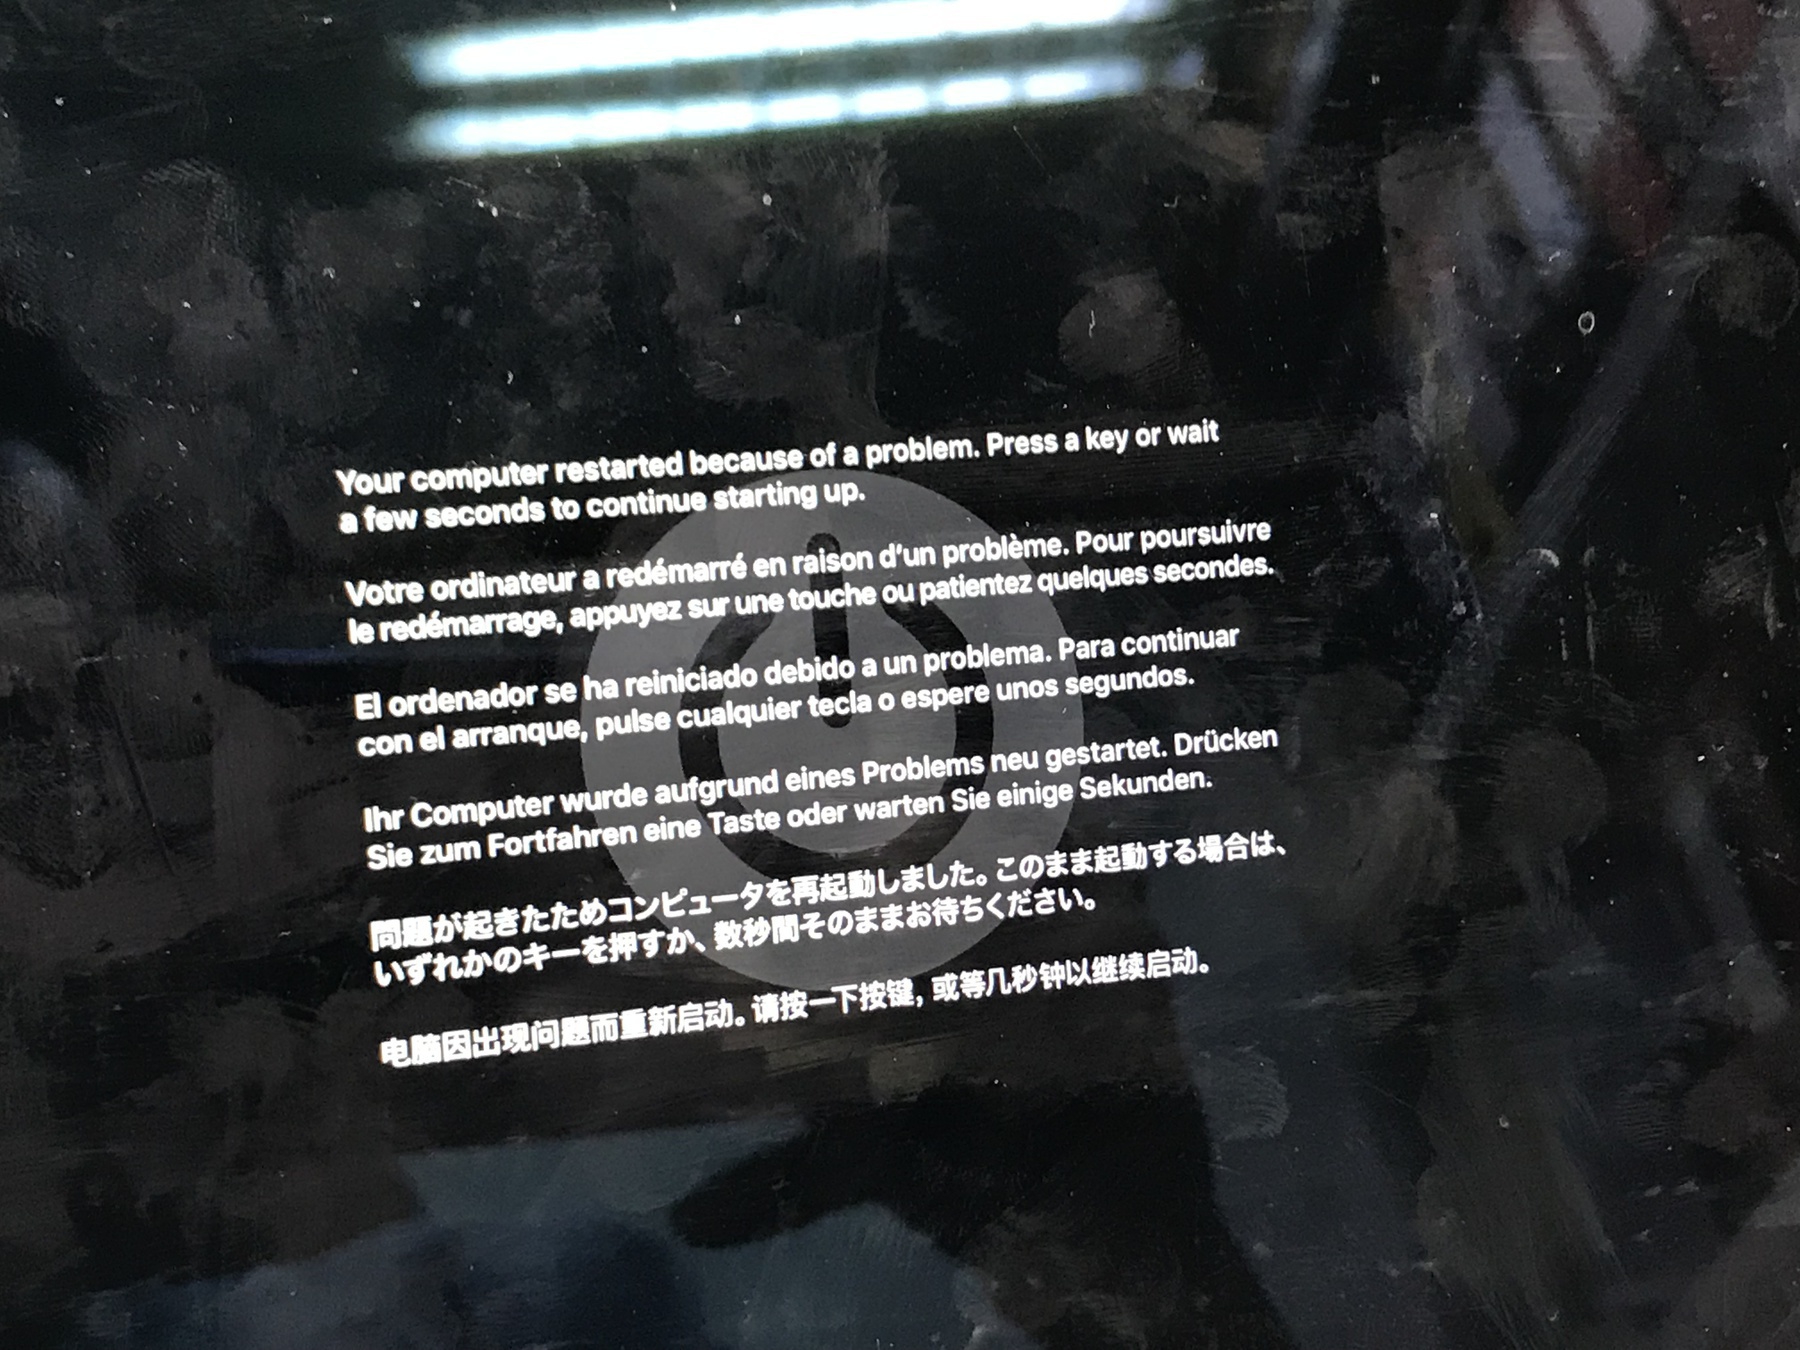 Your computer restarted because of a problem. Press a key or wait
a few seconds to continue starting up.
Votre ordinateur a redémarré en raison d’un problème. Pour poursuivre
le redémarrage, appuyez sur une touche ou patientez quelques secondes.
El ordenador se ha reiniciado debido a un problema. Para continuar
con el arranque, pulse cualquier tecla o espere unos segundos.
Ihr Computer wurde aufgrund eines Problems neu gestartet. Drücken
Sie zum Fortfahren eine Taste oder warten Sie einige Sekunden.
問題が起きたためコンピュータを再起動しました。このまま起動する場合は、
いずれかのキーを押すか、数秒間そのままお待ちください。
电脑因出现问题而重新启动。请按一下按键，或等几秒钟以继续启动。